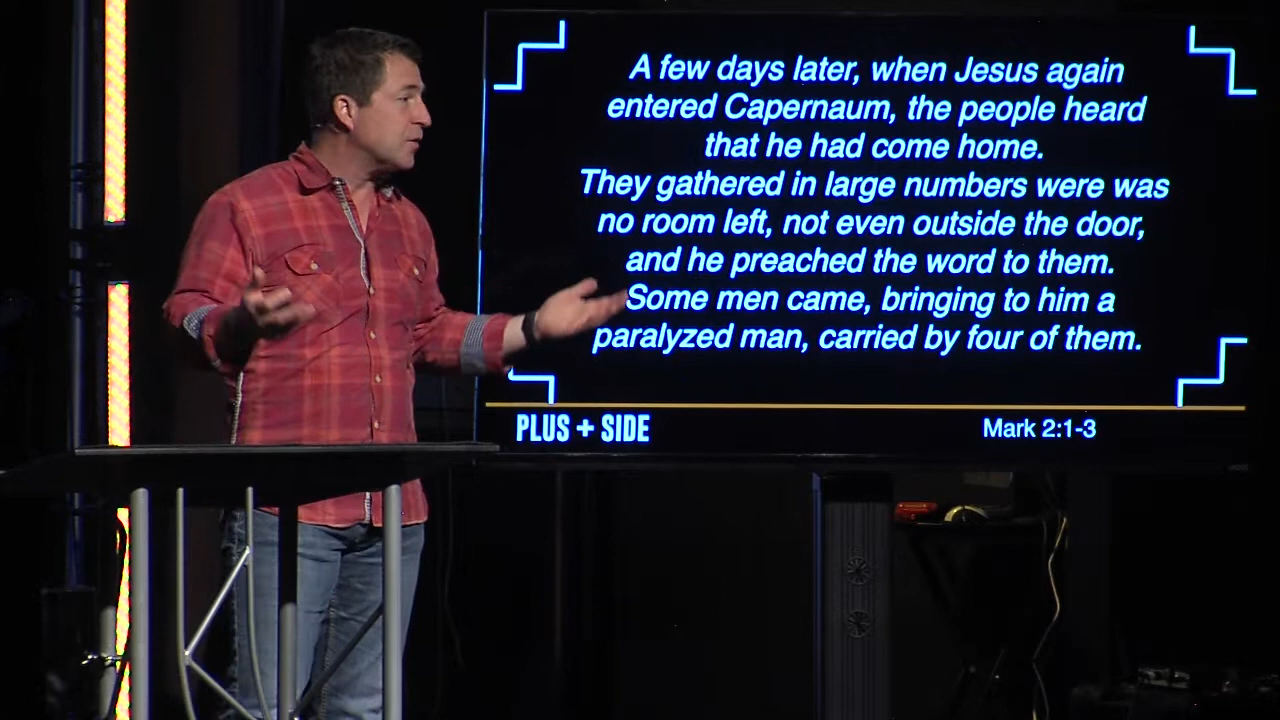 A few days later, when Jesus again
entered Capernaum, the people heard
that he had come home.
They gathered in large numbers were was
no room left, not even outside the door,
and he preached the word to them.
Some men came, bringing to him a
paralyzed man, carried by four of them.
PLUS + SIDE
Mark 2:1-3